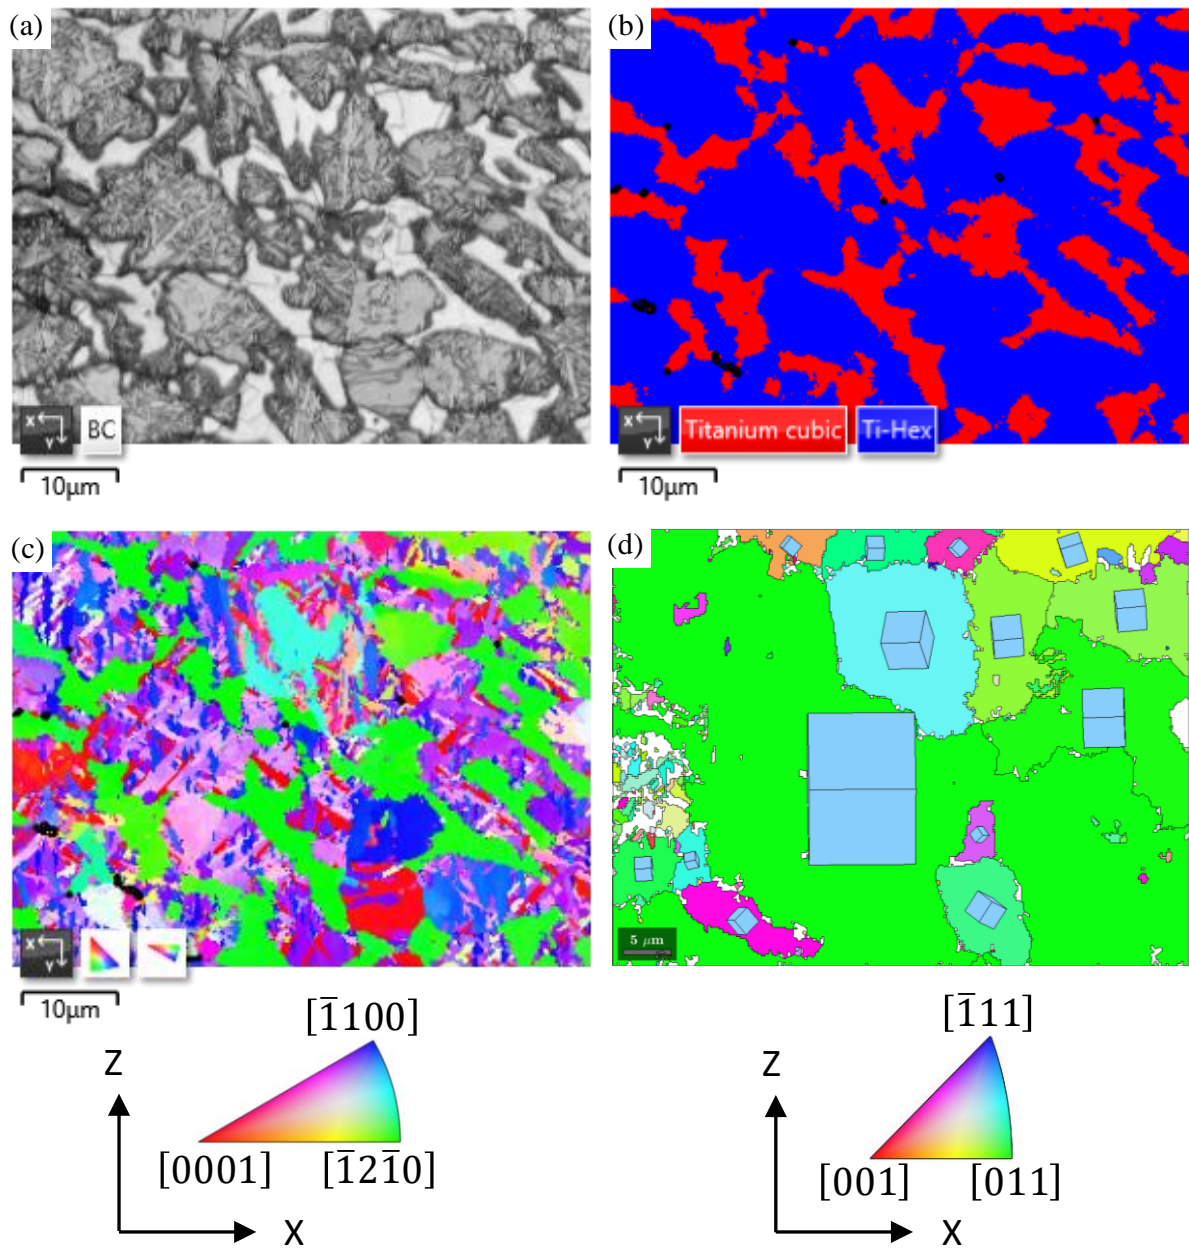 (a)
(b)
X Y BC
X Y Titanium cubic Ti-Hex
10μm
10μm
(c)
(d)
5 μm
X Y
10μm
[1̅100]
[1̅11]
Z
Z
[0001] [1̅21̅0]
[001] [011]
X
X